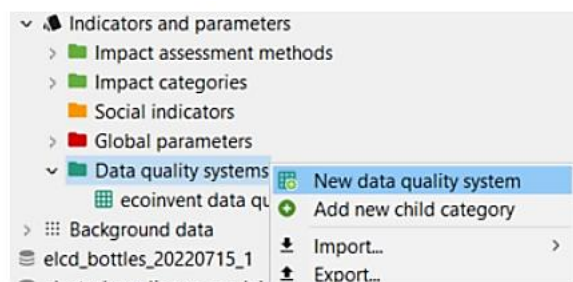 Indicators and parameters
Impact assessment methods
Impact categories
Social indicators
Global parameters
Data quality systems
New data quality system
ecoinvent data qu
Add new child category
Background data
Import...
elcd_bottles_20220715_1
Export...